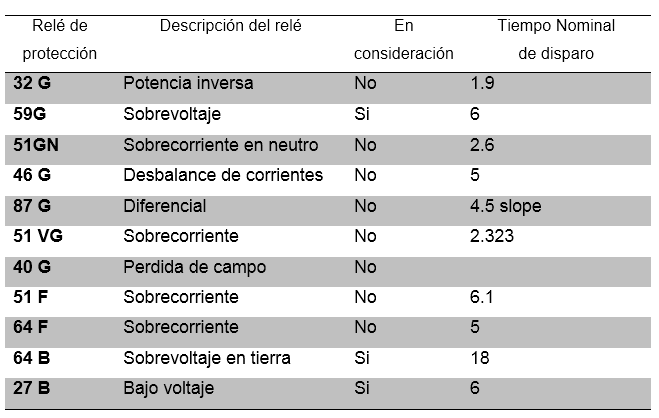 Relé de protección Descripción del relé En consideración Tiempo Nominal de disparo
32 G Potencia inversa No 1.9
59G Sobrevoltaje Si 6
51GN Sobrecorriente en neutro No 2.6
46 G Desbalance de corrientes No 5
87 G Diferencial No 4.5 slope
51 VG Sobrecorriente No 2.323
40 G Perdida de campo No
51 F Sobrecorriente No 6.1
64 F Sobrecorriente No 5
64 B Sobrevoltaje en tierra Si 18
27 B Bajo voltaje Si 6